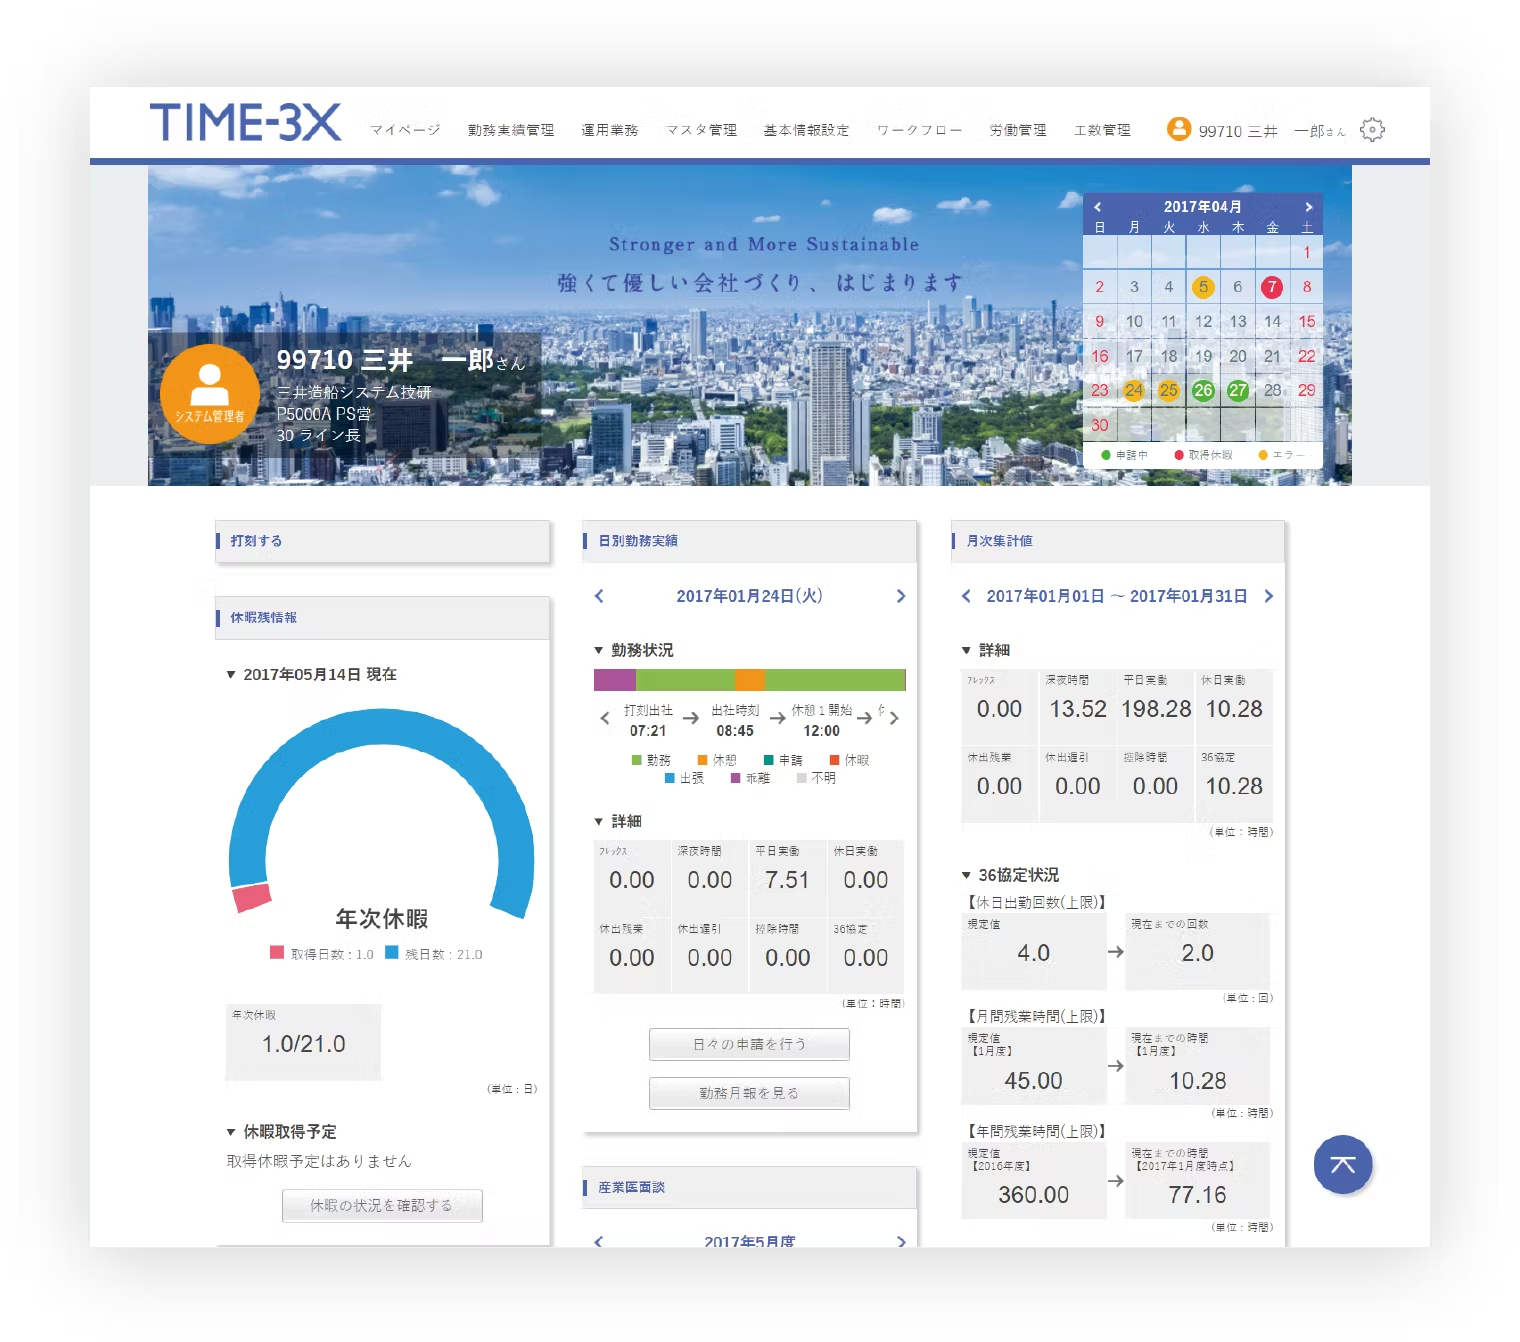 TIME-3X
マイページ 勤務実績管理 運用業務 マスタ管理 基本情報設定 ワークフロー 労働管理 工数管理 99710 三井　一郎さん
Stronger and More Sustainable
強くて優しい会社づくり、はじまります
システム管理者
99710 三井　一郎さん
三井造船システム技研
P5000A PS営
30 ライン長
2017年04月
日 月 火 水 木 金 土
1
2 3 4 5 6 7 8
9 10 11 12 13 14 15
16 17 18 19 20 21 22
23 24 25 26 27 28 29
30
申請中 取得休暇 エラー
打刻する
休暇残情報
▼ 2017年05月14日 現在
年次休暇
取得日数 : 1.0 残日数 : 21.0
年次休暇
1.0/21.0
(単位 : 日)
▼ 休暇取得予定
取得休暇予定はありません
休暇の状況を確認する
日別勤務実績
2017年01月24日(火)
▼ 勤務状況
打刻出社 → 出社時刻 → 休憩１開始 →
07:21 08:45 12:00
勤務 休憩 申請 休暇
出張 乖離 不明
▼ 詳細
ﾌﾚｯｸｽ 深夜時間 平日実働 休日実働
0.00 0.00 7.51 0.00
休出残業 休出遅引 控除時間 36協定
0.00 0.00 0.00 0.00
(単位：時間)
日々の申請を行う
勤務月報を見る
産業医面談
2017年5月度
月次集計値
2017年01月01日 ～ 2017年01月31日
▼ 詳細
ﾌﾚｯｸｽ 深夜時間 平日実働 休日実働
0.00 13.52 198.28 10.28
休出残業 休出遅引 控除時間 36協定
0.00 0.00 0.00 10.28
(単位：時間)
▼ 36協定状況
【休日出勤回数(上限)】
規定値 現在までの回数
4.0 → 2.0
(単位 : 回)
【月間残業時間(上限)】
規定値 現在までの時間
【1月度】 【1月度】
45.00 → 10.28
(単位：時間)
【年間残業時間(上限)】
規定値 現在までの時間
【2016年度】 【2017年1月度時点】
360.00 → 77.16
(単位：時間)